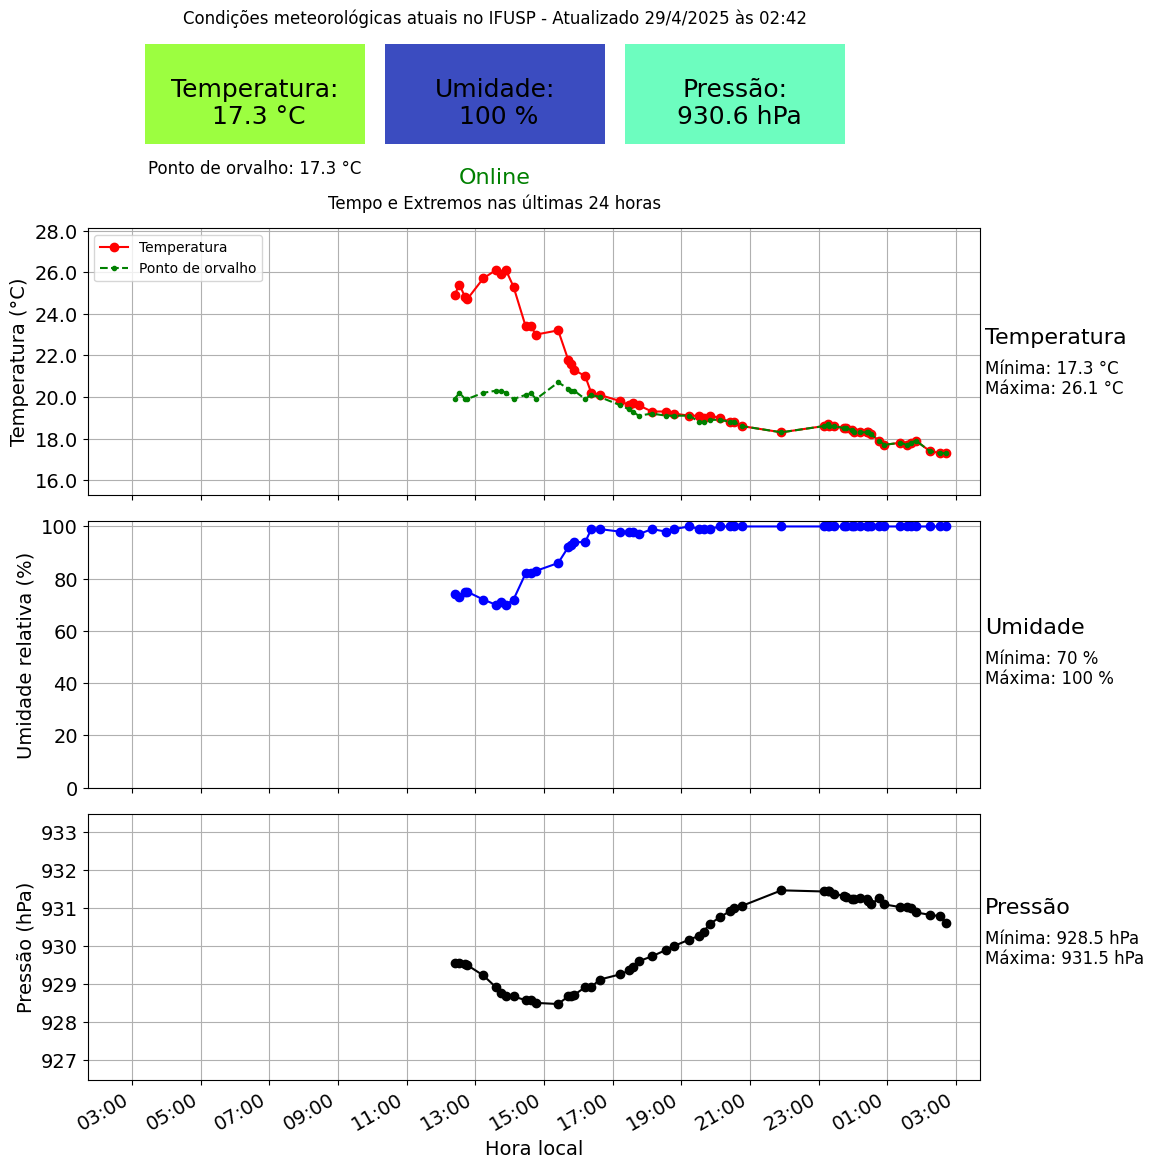 Condições meteorológicas atuais no IFUSP - Atualizado 29/4/2025 às 02:42
Temperatura:
17.3 °C
Umidade:
100 %
Pressão:
930.6 hPa
Ponto de orvalho: 17.3 °C
Online
Tempo e Extremos nas últimas 24 horas
Temperatura (°C)
28.0
26.0
24.0
22.0
20.0
18.0
16.0
Temperatura
Ponto de orvalho
Temperatura
Mínima: 17.3 °C
Máxima: 26.1 °C
Umidade relativa (%)
100
80
60
40
20
0
Umidade
Mínima: 70 %
Máxima: 100 %
Pressão (hPa)
933
932
931
930
929
928
927
Pressão
Mínima: 928.5 hPa
Máxima: 931.5 hPa
03:00 05:00 07:00 09:00 11:00 13:00 15:00 17:00 19:00 21:00 23:00 01:00 03:00
Hora local